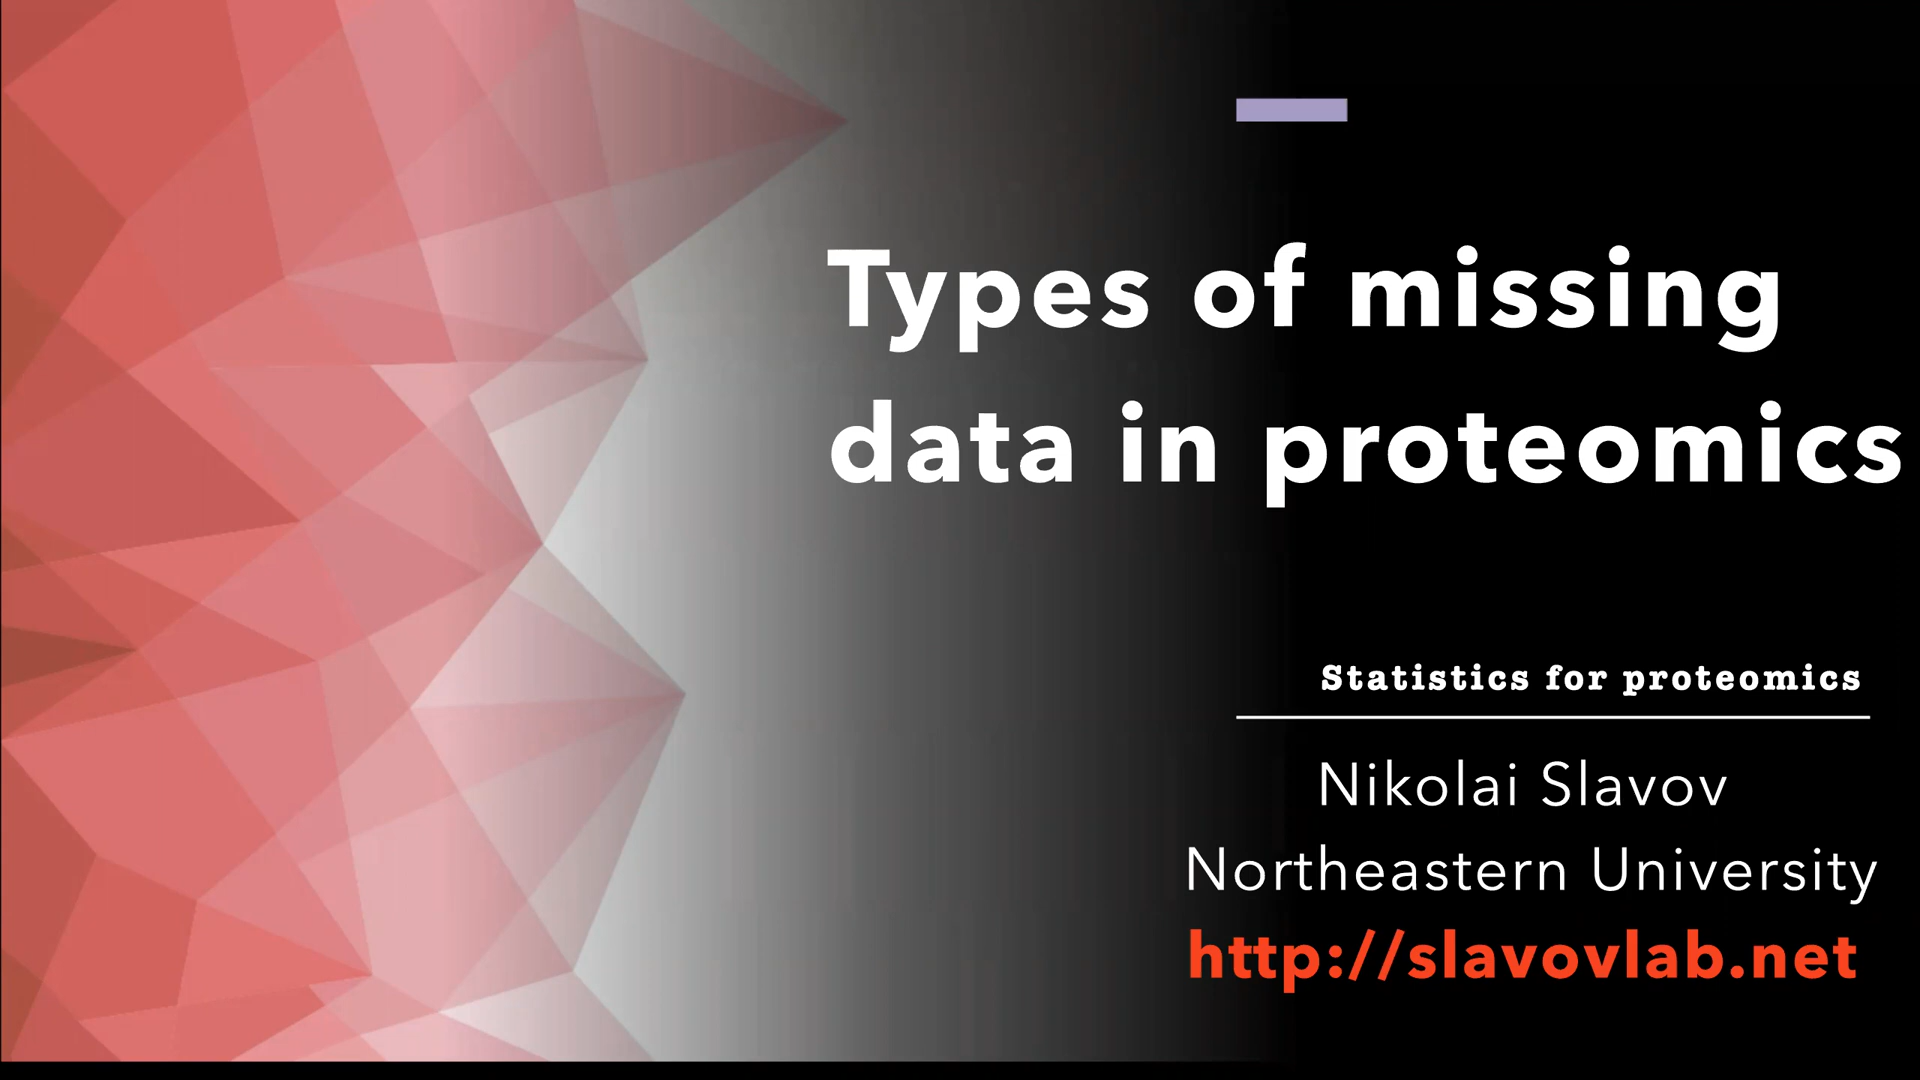 Types of missing
data in proteomics
Statistics for proteomics
Nikolai Slavov
Northeastern University
http://slavovlab.net